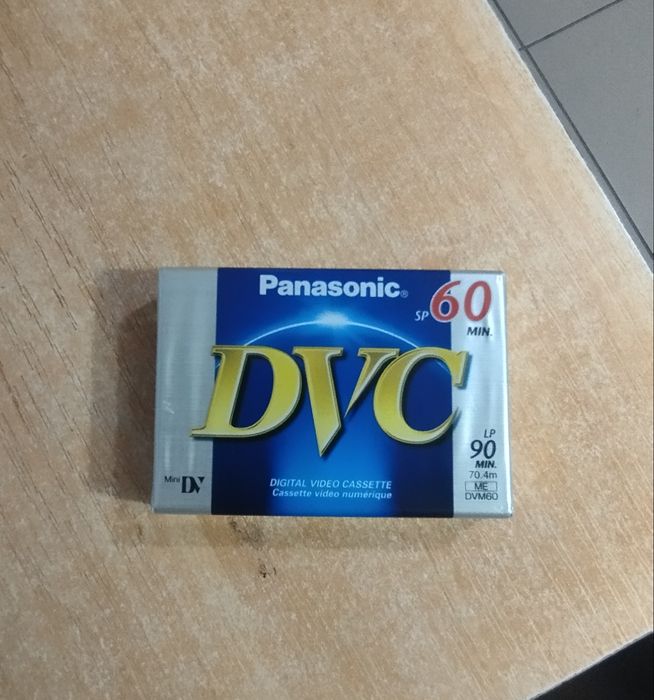 Panasonic®
SP 60
MIN.
DVC
LP
90
MIN.
70.4m
ME
DVM60
Mini DV
DIGITAL VIDEO CASSETTE
Cassette vidéo numérique